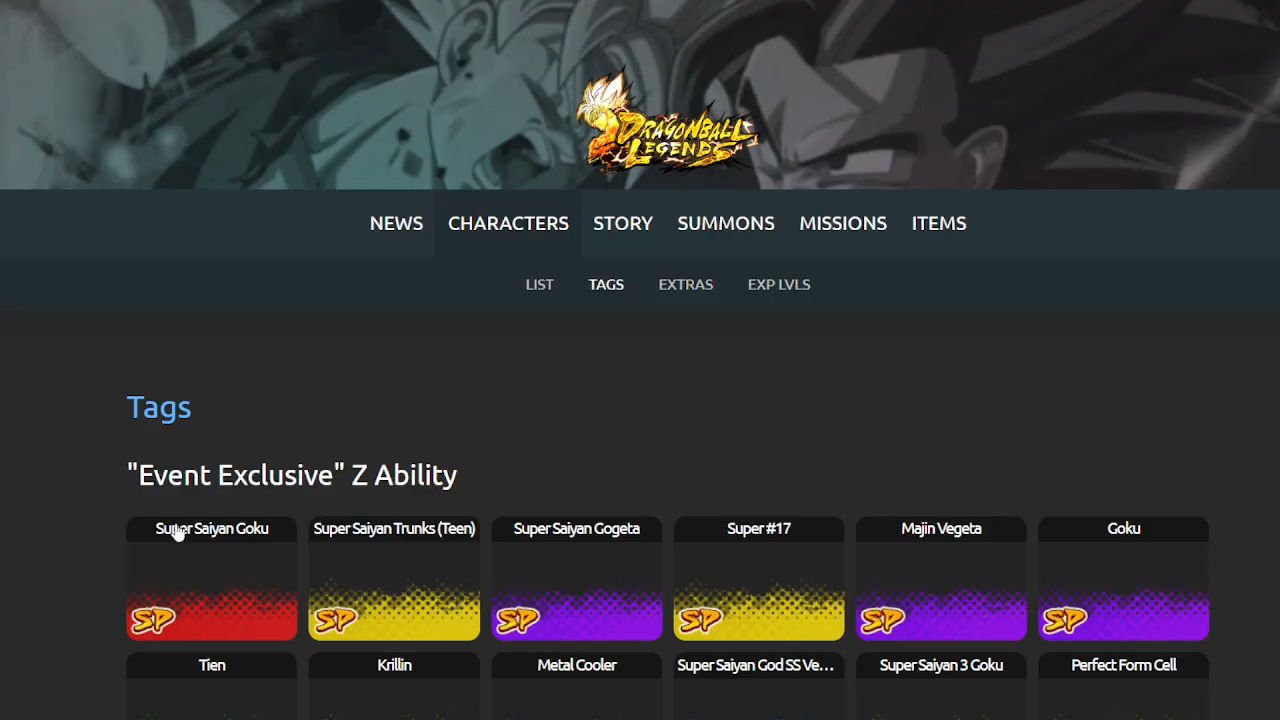 DRAGONBALL
LEGENDS
NEWS CHARACTERS STORY SUMMONS MISSIONS ITEMS
LIST TAGS EXTRAS EXP LVLS
Tags
"Event Exclusive" Z Ability
Super Saiyan Goku Super Saiyan Trunks (Teen) Super Saiyan Gogeta Super #17 Majin Vegeta Goku
SP SP SP SP SP SP
Tien Krillin Metal Cooler Super Saiyan God SS Ve... Super Saiyan 3 Goku Perfect Form Cell